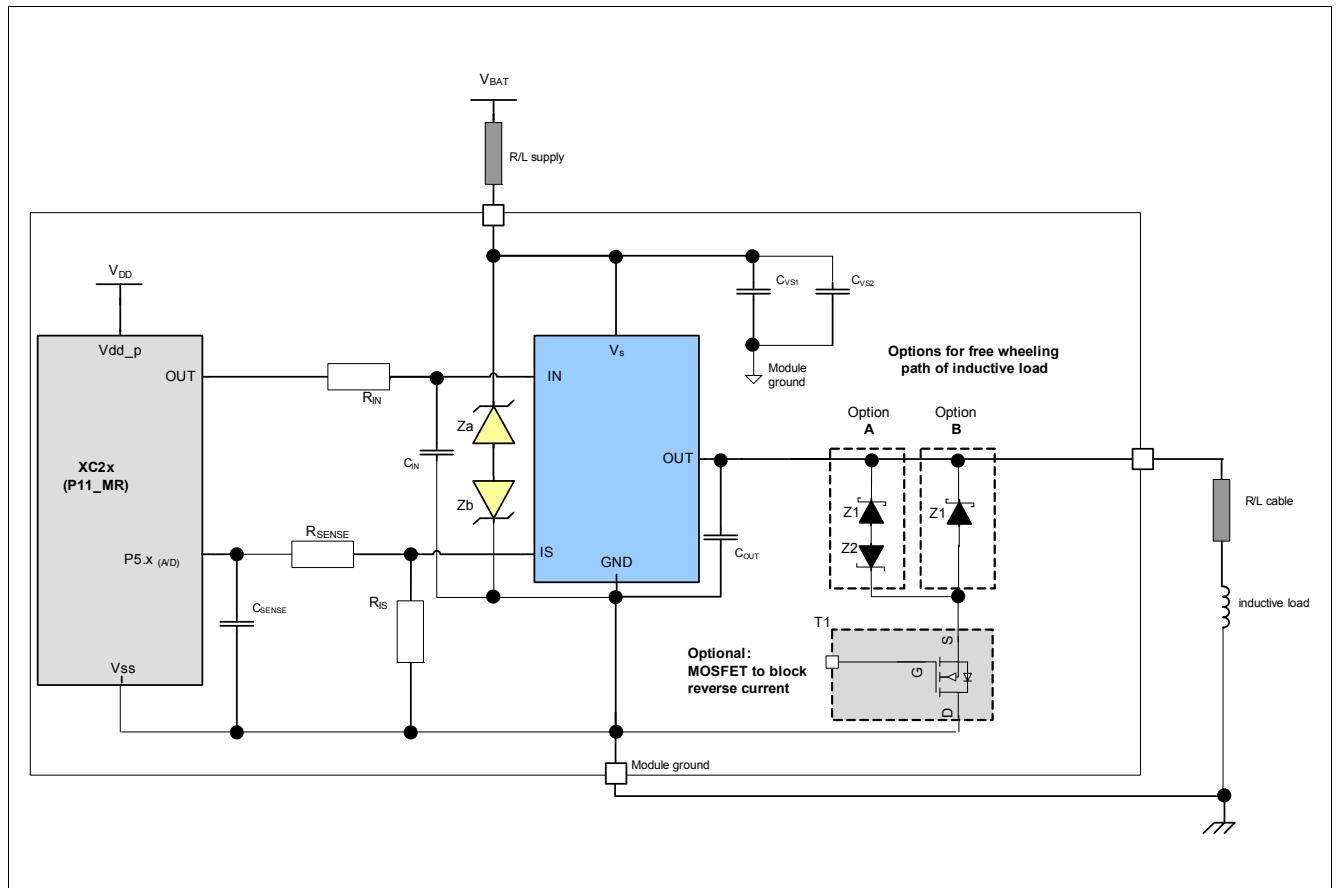 VBAT
R/L supply
VDD
CVS1
CVS2
Vdd_p
Vs
Module
ground
Options for free wheeling
path of inductive load
OUT
IN
RIN
Option
A
Option
B
Za
CIN
OUT
XC2x
(P11_MR)
R/L cable
Zb
Z1
Z1
RSENSE
Z2
P5.x (A/D)
IS
COUT
GND
CSENSE
RIS
inductive load
T1
S
Optional:
MOSFET to block
reverse current
G
Vss
D
Module ground